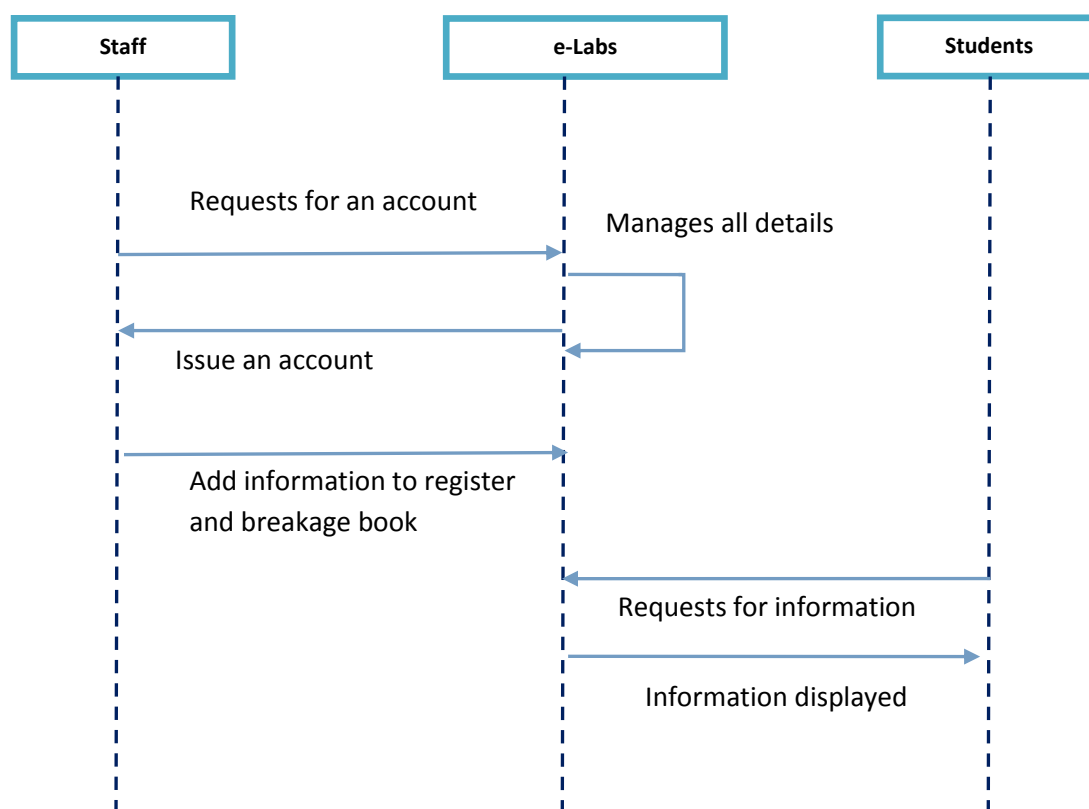 Staff
e-Labs
Students
Requests for an account
Manages all details
Issue an account
Add information to register
and breakage book
Requests for information
Information displayed